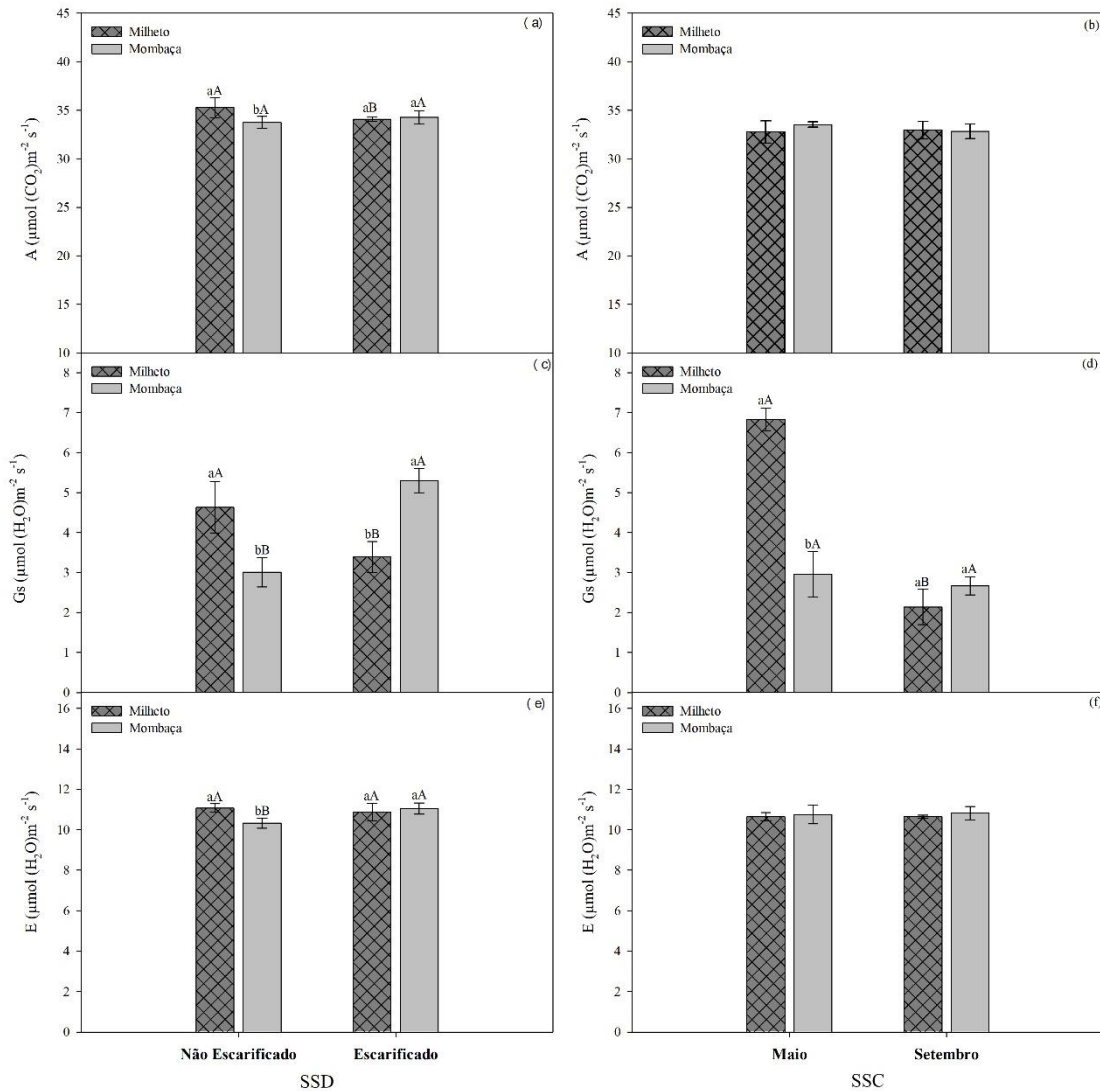 (a)
Milheto
Mombaça
45
40
35
30
25
20
15
10
A (µmol (CO₂)m⁻² s⁻¹)
aA
bA
aB
aA
(b)
Milheto
Mombaça
45
40
35
30
25
20
15
10
A (µmol (CO₂)m⁻² s⁻¹)
(c)
Milheto
Mombaça
8
7
6
5
4
3
2
1
0
Gs (µmol (H₂O)m⁻² s⁻¹)
aA
bB
bB
aA
(d)
Milheto
Mombaça
8
7
6
5
4
3
2
1
0
Gs (µmol (H₂O)m⁻² s⁻¹)
aA
bA
aB
aA
(e)
Milheto
Mombaça
16
14
12
10
8
6
4
2
0
E (µmol (H₂O)m⁻² s⁻¹)
aA
bB
aA
aA
Não Escarificado Escarificado
SSD
(f)
Milheto
Mombaça
16
14
12
10
8
6
4
2
0
E (µmol (H₂O)m⁻² s⁻¹)
Maio Setembro
SSC